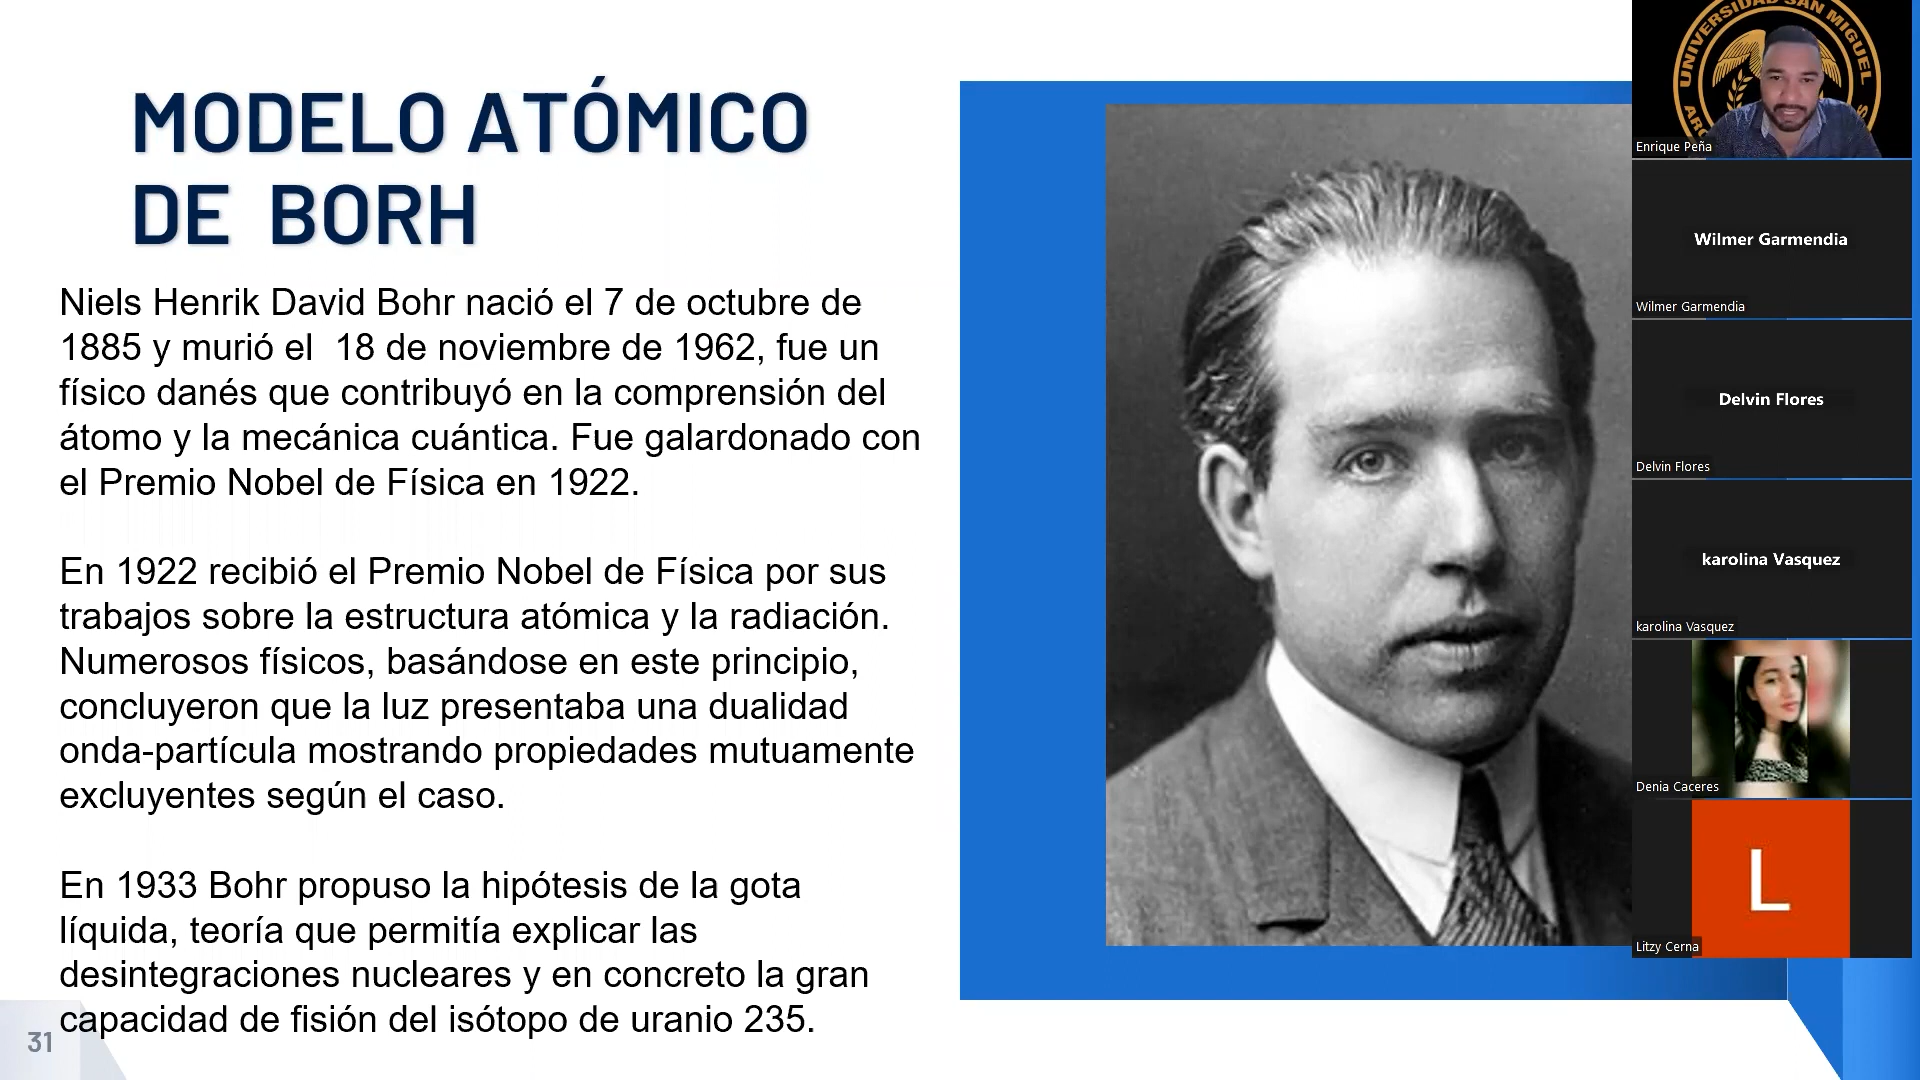 MODELO ATÓMICO
DE BORH
Niels Henrik David Bohr nació el 7 de octubre de
1885 y murió el 18 de noviembre de 1962, fue un
físico danés que contribuyó en la comprensión del
átomo y la mecánica cuántica. Fue galardonado con
el Premio Nobel de Física en 1922.
En 1922 recibió el Premio Nobel de Física por sus
trabajos sobre la estructura atómica y la radiación.
Numerosos físicos, basándose en este principio,
concluyeron que la luz presentaba una dualidad
onda-partícula mostrando propiedades mutuamente
excluyentes según el caso.
En 1933 Bohr propuso la hipótesis de la gota
líquida, teoría que permitía explicar las
desintegraciones nucleares y en concreto la gran
capacidad de fisión del isótopo de uranio 235.
31
UNIVERSIDAD SAN MIGUEL
Enrique Peña
Wilmer Garmendia
Wilmer Garmendia
Delvin Flores
Delvin Flores
karolina Vasquez
karolina Vasquez
Denia Caceres
L
Litzy Cerna